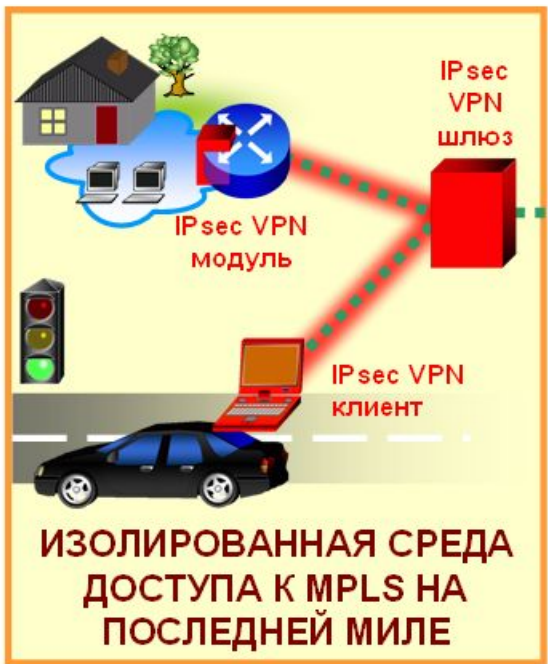 IPsec
VPN
шлюз
IPsec VPN
модуль
IPsec VPN
клиент
ИЗОЛИРОВАННАЯ СРЕДА
ДОСТУПА К MPLS НА
ПОСЛЕДНЕЙ МИЛЕ